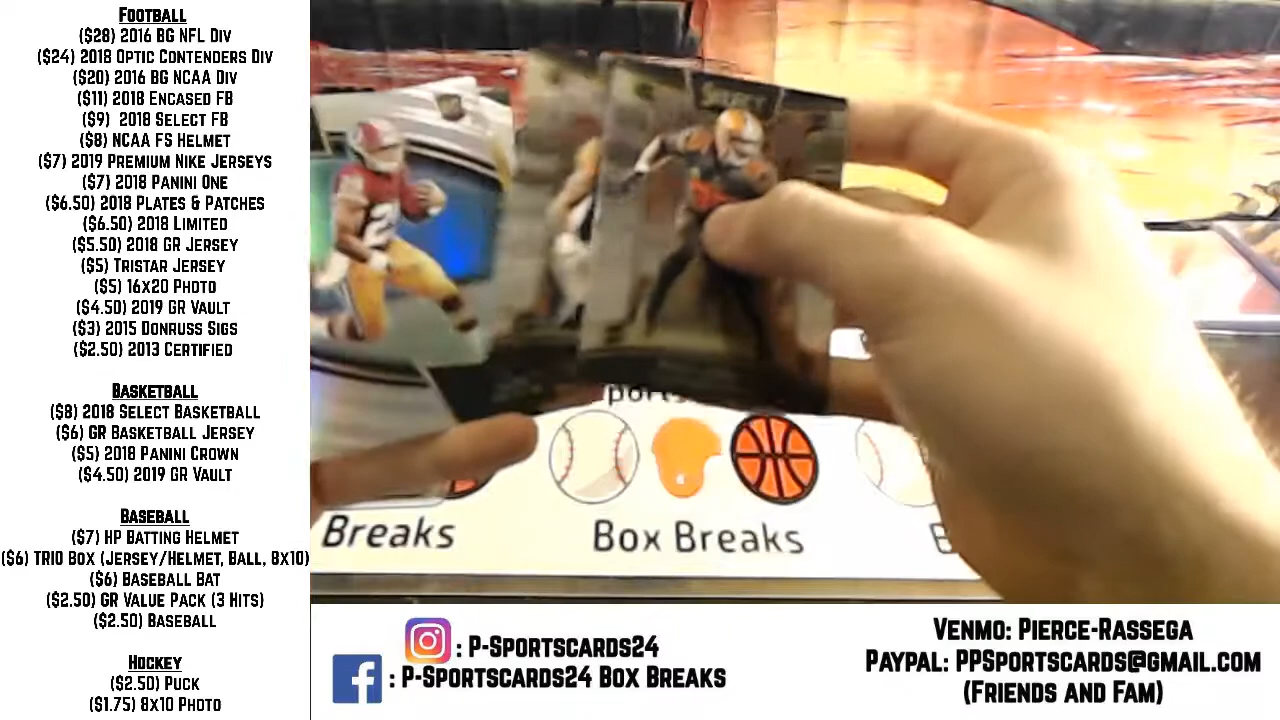 Football
($28) 2016 BG NFL Div
($24) 2018 Optic Contenders Div
($20) 2016 BG NCAA Div
($11) 2018 Encased FB
($9) 2018 Select FB
($8) NCAA FS Helmet
($7) 2019 Premium Nike Jerseys
($7) 2018 Panini One
($6.50) 2018 Plates & Patches
($6.50) 2018 Limited
($5.50) 2018 GR Jersey
($5) Tristar Jersey
($5) 16x20 Photo
($4.50) 2019 GR Vault
($3) 2015 Donruss Sigs
($2.50) 2013 Certified
Basketball
($8) 2018 Select Basketball
($6) GR Basketball Jersey
($5) 2018 Panini Crown
($4.50) 2019 GR Vault
Baseball
($7) HP Batting Helmet
($6) Trio Box (Jersey/Helmet, Ball, 8x10)
($6) Baseball Bat
($2.50) GR Value Pack (3 Hits)
($2.50) Baseball
Hockey
($2.50) Puck
($1.75) 8x10 Photo
Select
Breaks
Box Breaks
: P-Sportscards24
: P-Sportscards24 Box Breaks
Venmo: Pierce-Rassega
PayPal: PPSportscards@gmail.com
(Friends and Fam)